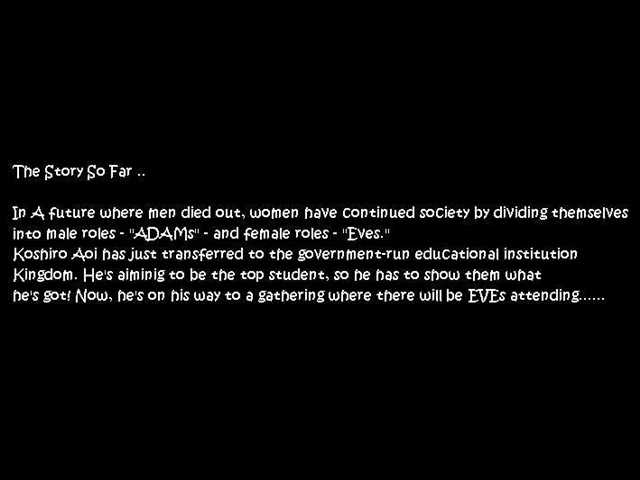 The Story So Far ..
In A future where men died out, women have continued society by dividing themselves
into male roles - "ADAMs" - and female roles - "Eves."
Koshiro Aoi has just transferred to the government-run educational institution
Kingdom. He's aiminig to be the top student, so he has to show them what
he's got! Now, he's on his way to a gathering where there will be EVEs attending......